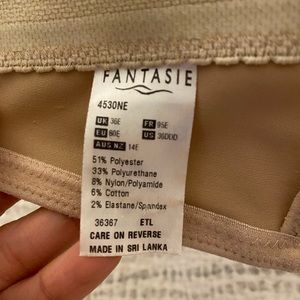 FANTASIE
4530NE
UK 36E FR 95E
EU 80E US 36DDD
AUS NZ 14E
51% Polyester
33% Polyurethane
8% Nylon/Polyamide
6% Cotton
2% Elastane/Spandex
36367 ETL
CARE ON REVERSE
MADE IN SRI LANKA